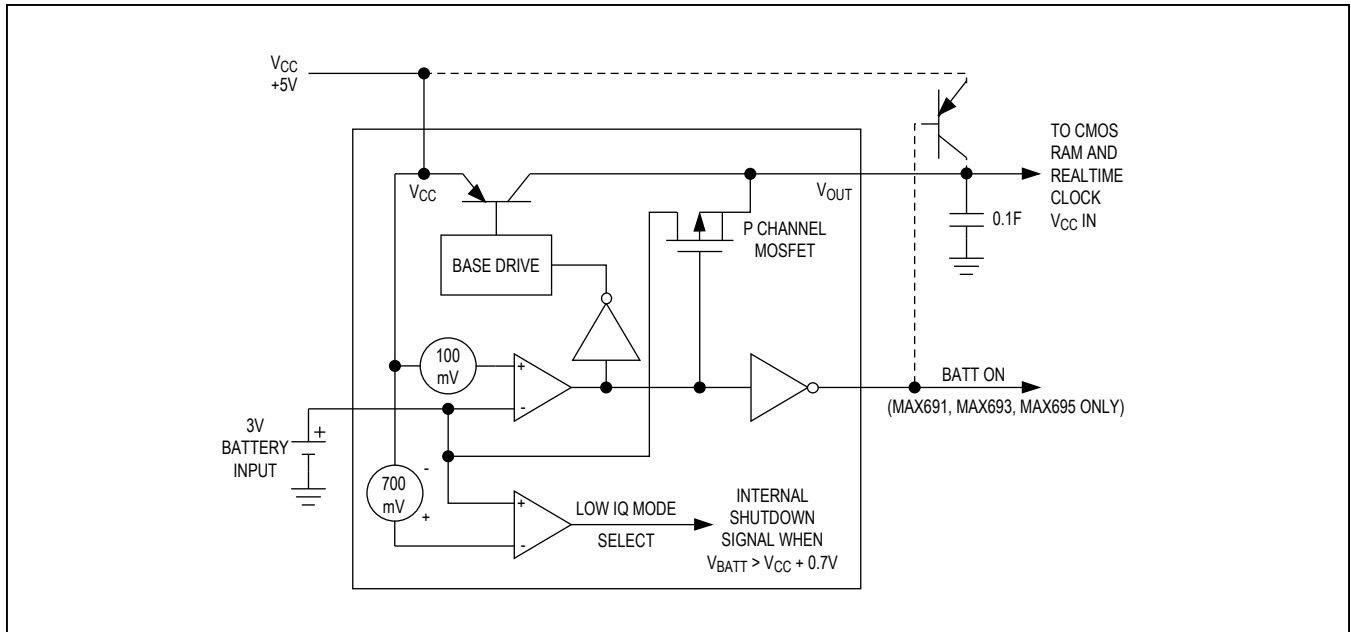 VCC
+5V
TO CMOS
RAM AND
REALTIME
CLOCK
VCC IN
VCC
VOUT
0.1F
P CHANNEL
MOSFET
BASE DRIVE
100
mV
+
-
BATT ON
(MAX691, MAX693, MAX695 ONLY)
3V
BATTERY
INPUT
+
700
mV
-
+
+
-
LOW IQ MODE
SELECT
INTERNAL
SHUTDOWN
SIGNAL WHEN
VBATT > VCC + 0.7V